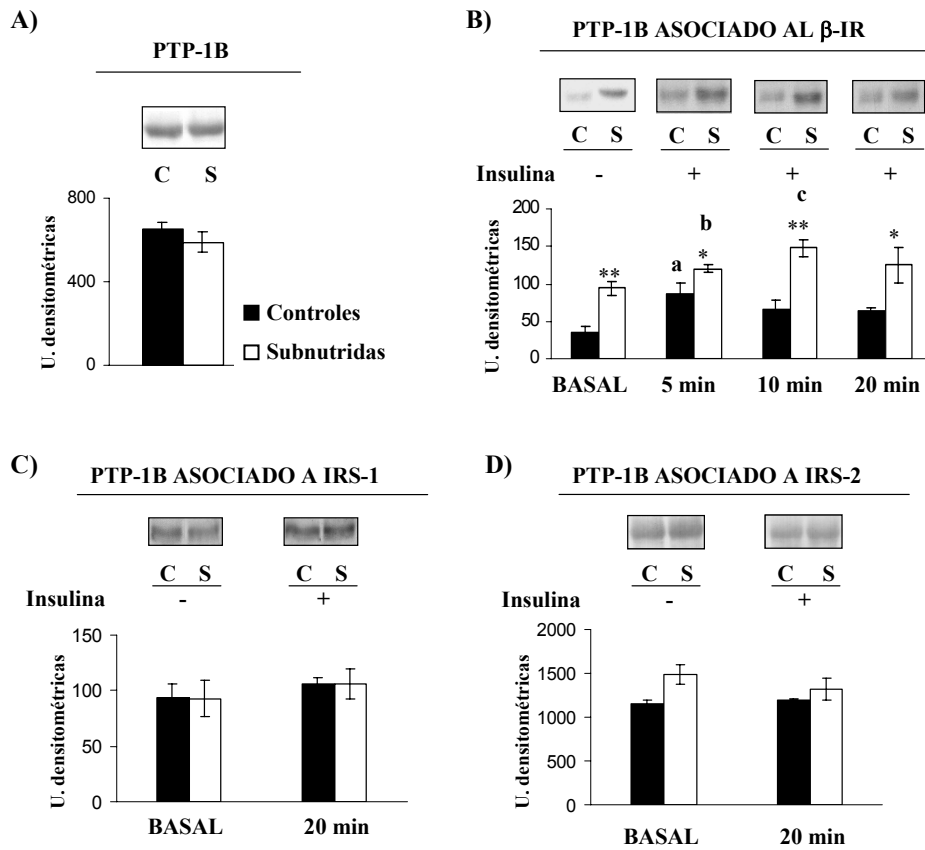 A)
PTP-1B
C S
U. densitométricas
800
400
0
Controles
Subnutridas
B)
PTP-1B ASOCIADO AL β-IR
C S C S C S C S
Insulina - + + +
U. densitométricas
200
150
100
50
0
** a b * c ** *
BASAL 5 min 10 min 20 min
C)
PTP-1B ASOCIADO A IRS-1
C S C S
Insulina - +
U. densitométricas
150
100
50
0
BASAL 20 min
D)
PTP-1B ASOCIADO A IRS-2
C S C S
Insulina - +
U. densitométricas
2000
1500
1000
500
0
BASAL 20 min